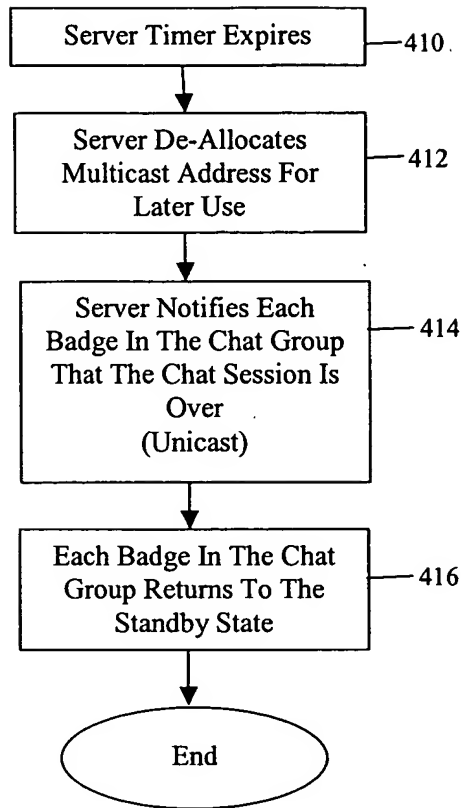 Server Timer Expires
410
Server De-Allocates
Multicast Address For
Later Use
412
Server Notifies Each
Badge In The Chat Group
That The Chat Session Is
Over
(Unicast)
414
Each Badge In The Chat
Group Returns To The
Standby State
416
End